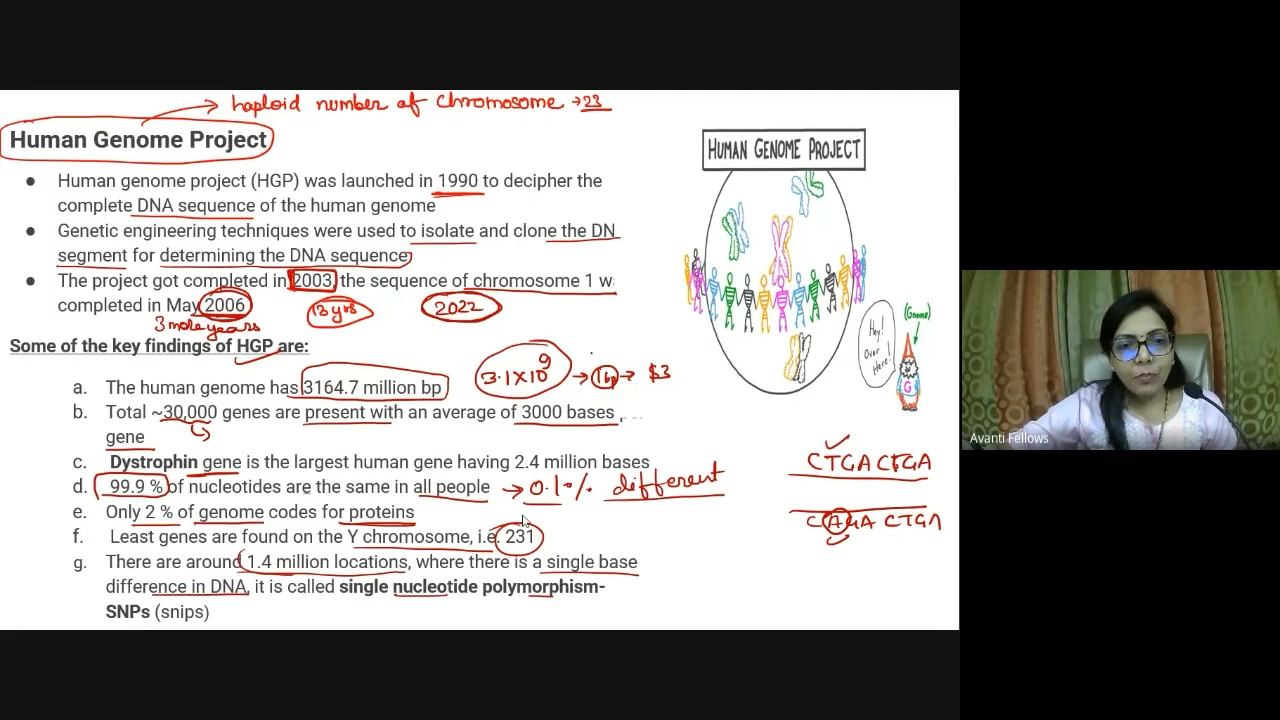 haploid number of chromosome → 23
Human Genome Project
HUMAN GENOME PROJECT
● Human genome project (HGP) was launched in 1990 to decipher the
complete DNA sequence of the human genome
● Genetic engineering techniques were used to isolate and clone the DN
segment for determining the DNA sequence
● The project got completed in 2003, the sequence of chromosome 1 w
completed in May 2006
13 yrs
2022
3 more years
Some of the key findings of HGP are:
a. The human genome has 3164.7 million bp
3.1×10⁹ → 1bp → $3
b. Total ~30,000 genes are present with an average of 3000 bases
gene
c. Dystrophin gene is the largest human gene having 2.4 million bases
d. 99.9 % of nucleotides are the same in all people → 0.1% different
e. Only 2 % of genome codes for proteins
f. Least genes are found on the Y chromosome, i.e. 231
g. There are around 1.4 million locations, where there is a single base
difference in DNA, it is called single nucleotide polymorphism-
SNPs (snips)
(Gnome)
Hey!
Over
Here!
G
CTGA CTGA
CAGA CTGA
Avanti Fellows